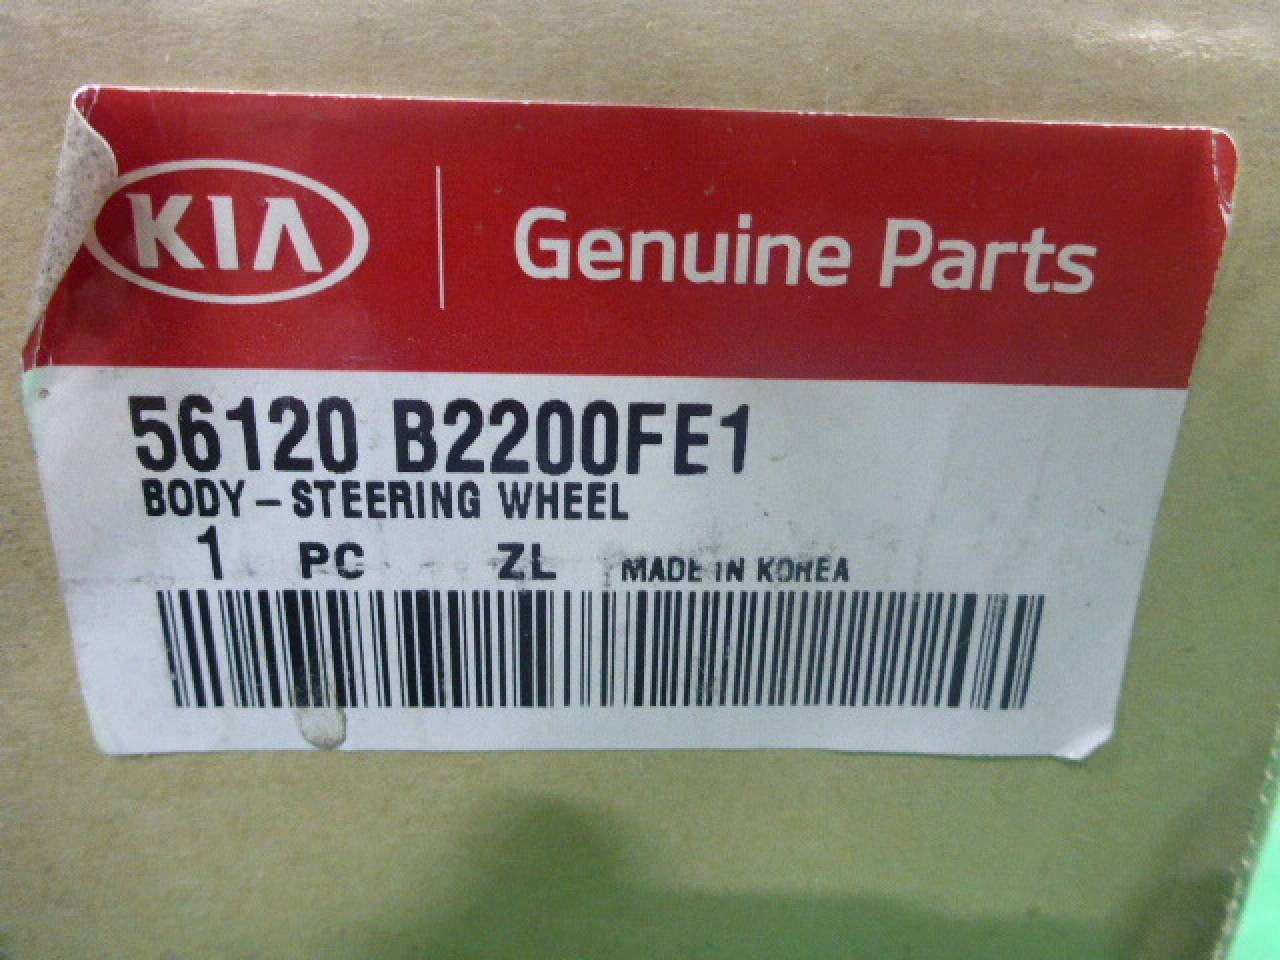 KIA Genuine Parts
56120 B2200FE1
BODY-STEERING WHEEL
1 PC ZL MADE IN KOREA